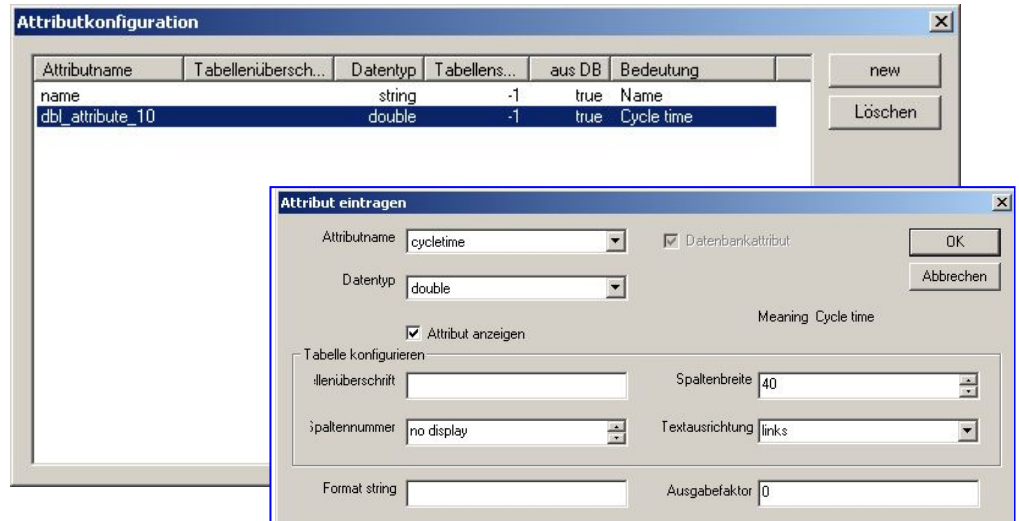 Attributkonfiguration
Attributname Tabellenübersch... Datentyp Tabellens... aus DB Bedeutung
name string -1 true Name
dbl_attribute_10 double -1 true Cycle time
new
Löschen
Attribut eintragen
Attributname cycletime Datenbankattribut OK
Datentyp double Abbrechen
Meaning Cycle time
Attribut anzeigen
Tabelle konfigurieren
llenüberschrift Spaltenbreite 40
paltennummer no display Textausrichtung links
Format string Ausgabefaktor 0